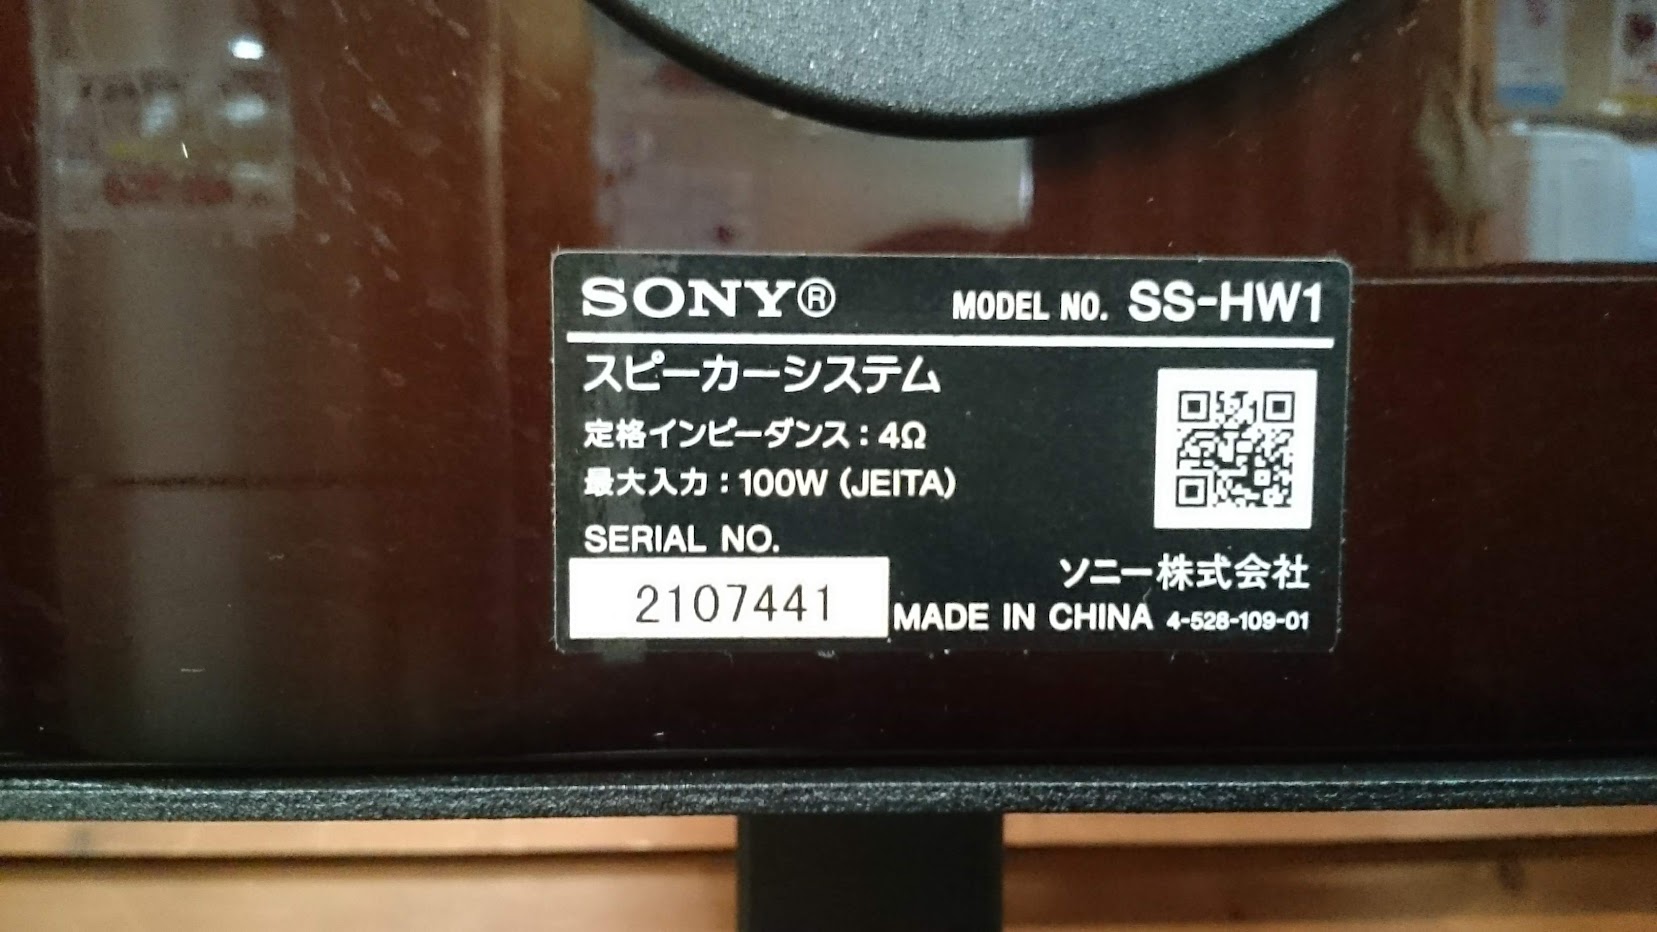 SONY® MODEL NO. SS-HW1
スピーカーシステム
定格インピーダンス：4Ω
最大入力：100W (JEITA)
SERIAL NO.
2107441
ソニー株式会社
MADE IN CHINA 4-528-109-01